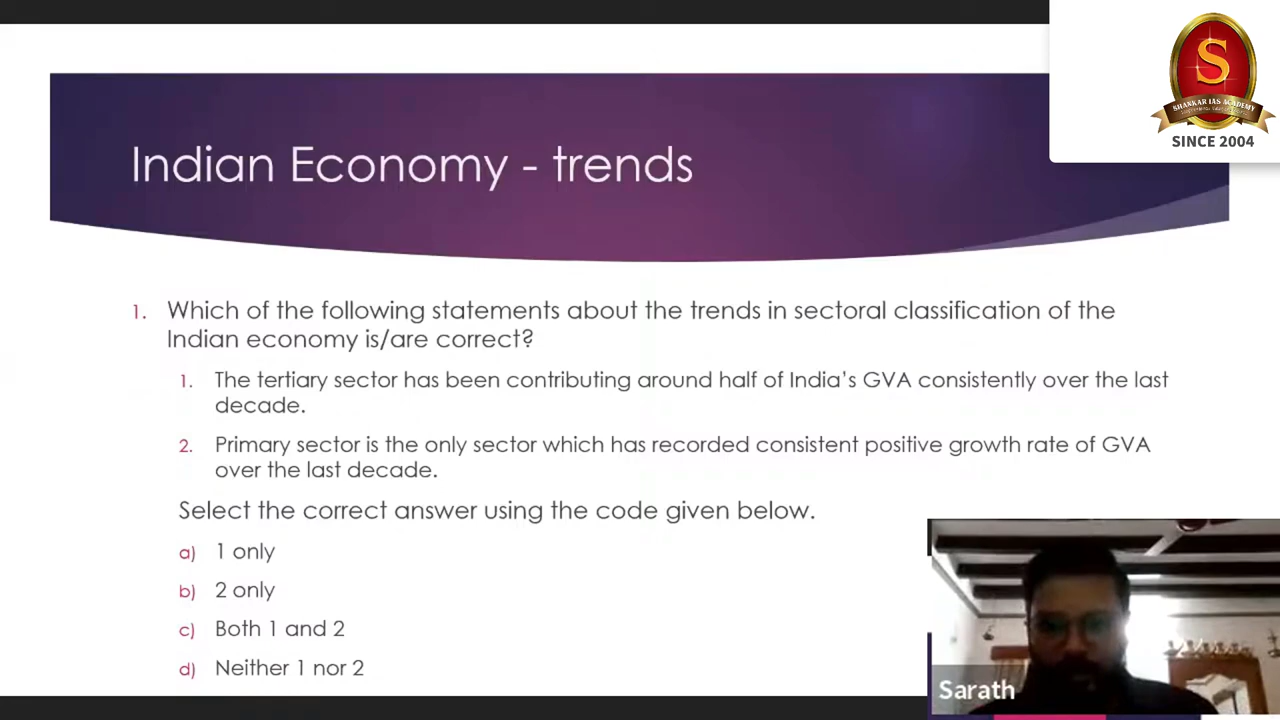 S
SHANKAR IAS ACADEMY
SINCE 2004
Indian Economy - trends
1. Which of the following statements about the trends in sectoral classification of the
Indian economy is/are correct?
1. The tertiary sector has been contributing around half of India's GVA consistently over the last
decade.
2. Primary sector is the only sector which has recorded consistent positive growth rate of GVA
over the last decade.
Select the correct answer using the code given below.
a) 1 only
b) 2 only
c) Both 1 and 2
d) Neither 1 nor 2
Sarath